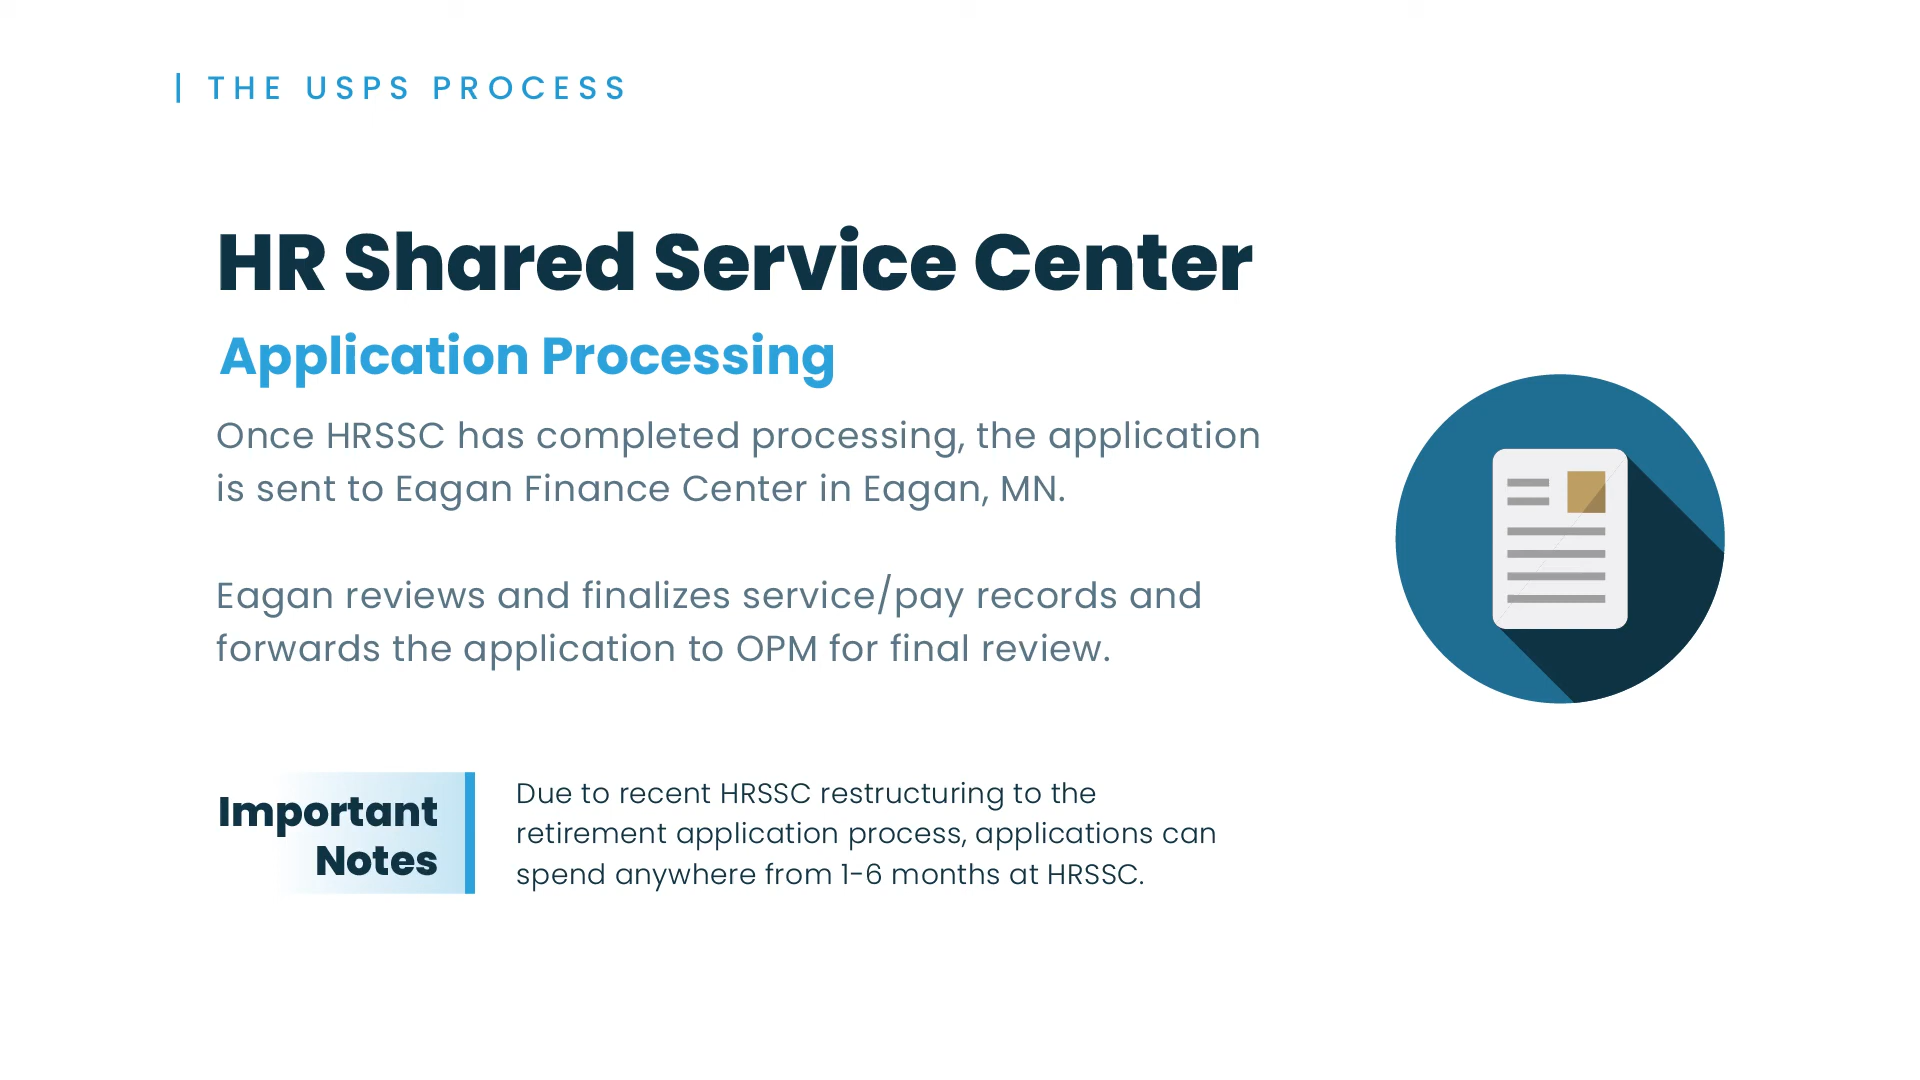 | THE USPS PROCESS
HR Shared Service Center
Application Processing
Once HRSSC has completed processing, the application
is sent to Eagan Finance Center in Eagan, MN.
Eagan reviews and finalizes service/pay records and
forwards the application to OPM for final review.
Important
Notes
Due to recent HRSSC restructuring to the
retirement application process, applications can
spend anywhere from 1-6 months at HRSSC.